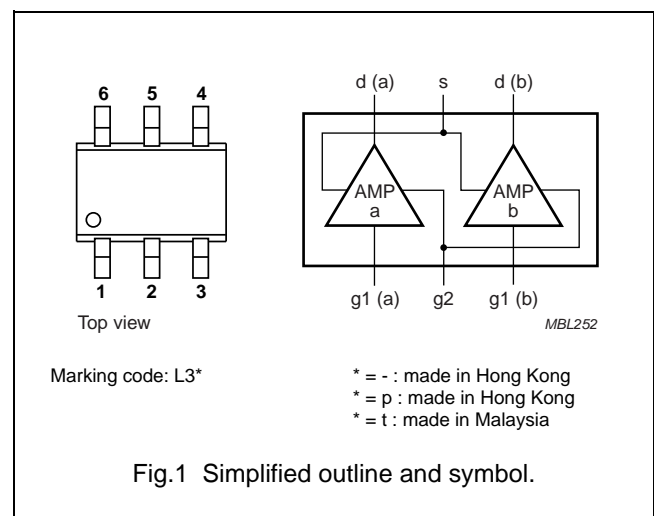 6 5 4
1 2 3
Top view
d (a) s d (b)
AMP a
AMP b
g1 (a) g2 g1 (b)
MBL252
Marking code: L3*
* = - : made in Hong Kong
* = p : made in Hong Kong
* = t : made in Malaysia
Fig.1 Simplified outline and symbol.